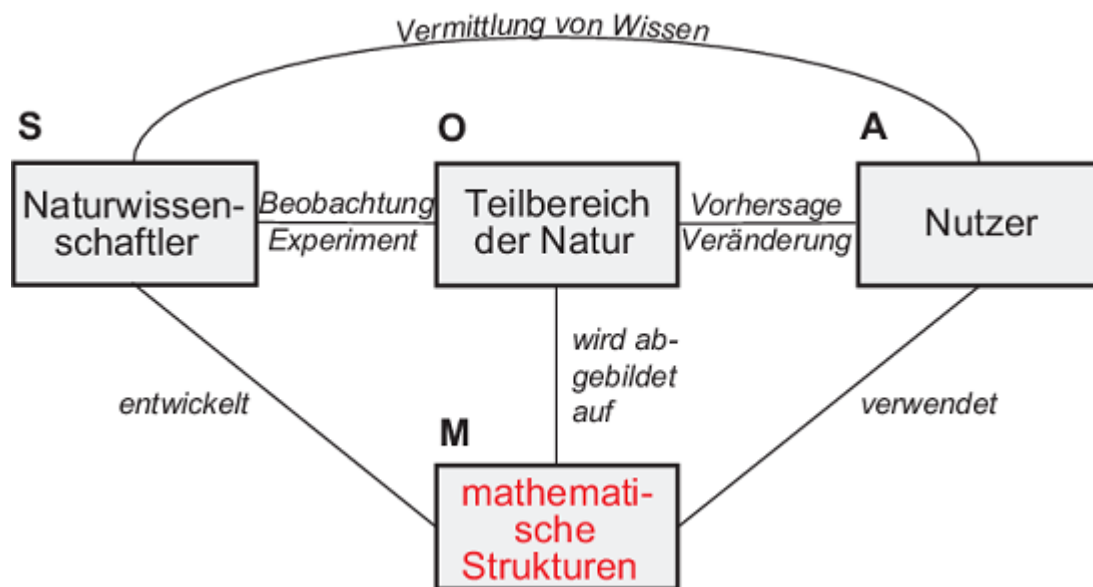 Vermittlung von Wissen
S
O
A
Naturwissen-
schaftler
Beobachtung
Experiment
Teilbereich
der Natur
Vorhersage
Veränderung
Nutzer
entwickelt
wird ab-
gebildet
auf
verwendet
M
mathemati-
sche
Strukturen